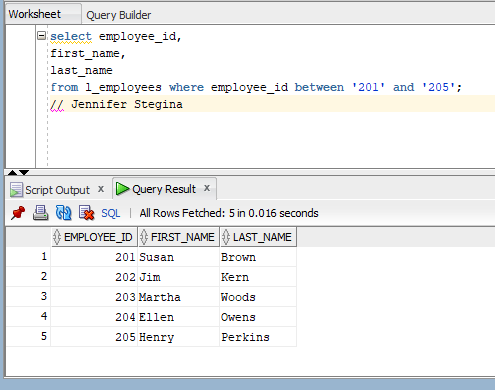 Worksheet Query Builder
select employee_id,
first_name,
last_name
from l_employees where employee_id between '201' and '205';
// Jennifer Stegina
Script Output x Query Result x
SQL | All Rows Fetched: 5 in 0.016 seconds
EMPLOYEE_ID FIRST_NAME LAST_NAME
1 201 Susan Brown
2 202 Jim Kern
3 203 Martha Woods
4 204 Ellen Owens
5 205 Henry Perkins